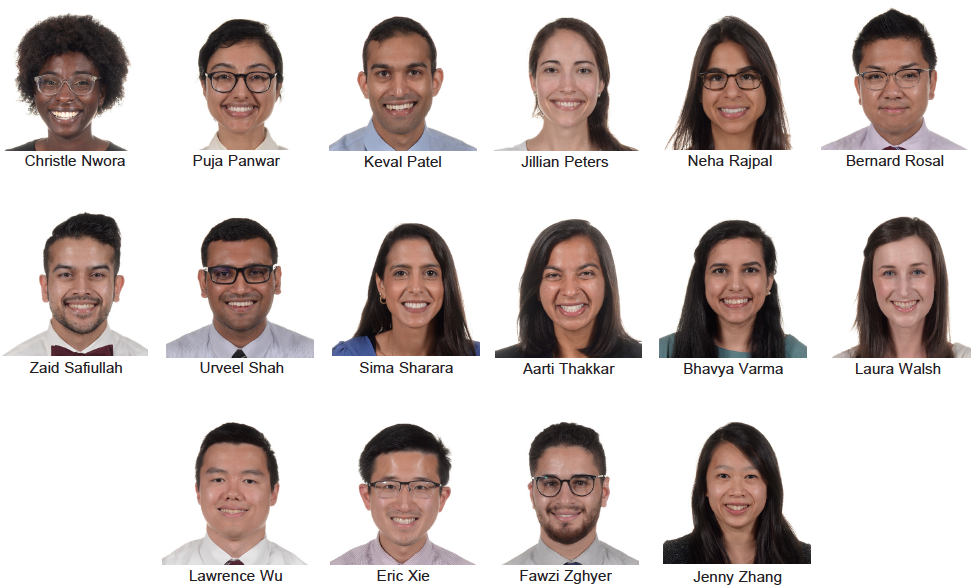 Christle Nwora
Puja Panwar
Keval Patel
Jillian Peters
Neha Rajpal
Bernard Rosal
Zaid Safiullah
Urveel Shah
Sima Sharara
Aarti Thakkar
Bhavya Varma
Laura Walsh
Lawrence Wu
Eric Xie
Fawzi Zghyer
Jenny Zhang